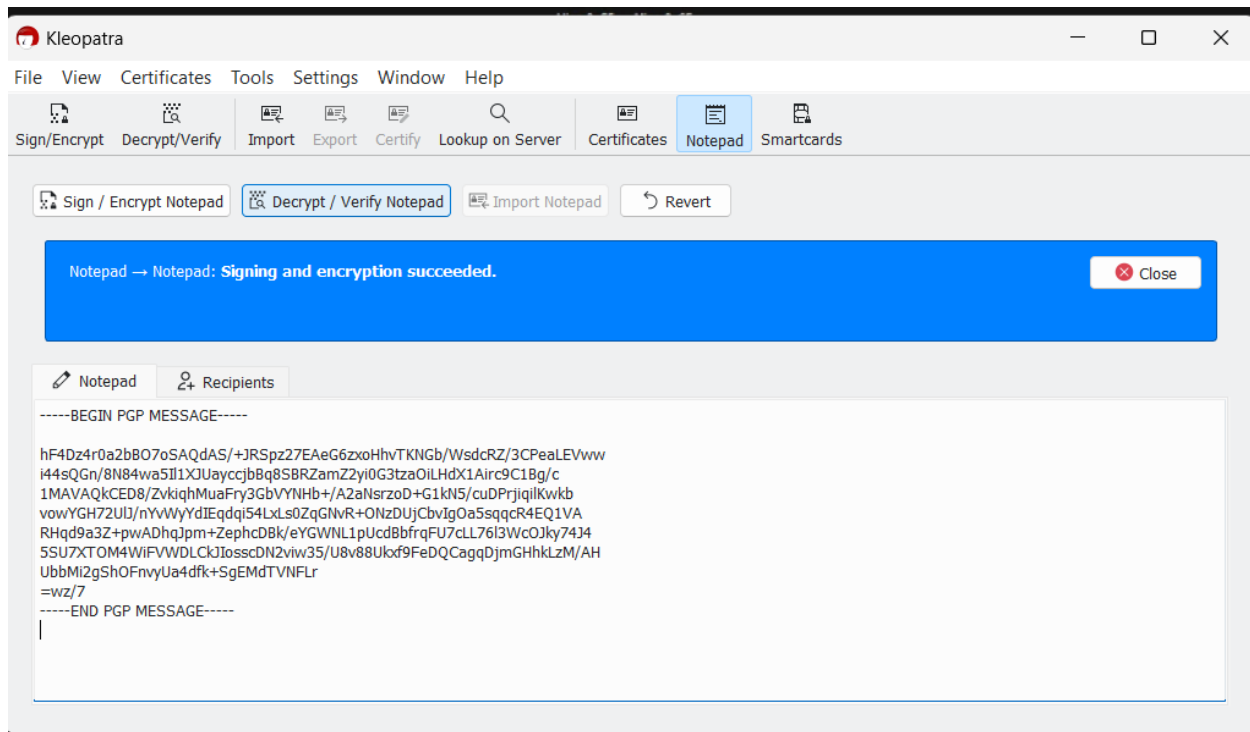 Kleopatra
File View Certificates Tools Settings Window Help
Sign/Encrypt Decrypt/Verify Import Export Certify Lookup on Server Certificates Notepad Smartcards
Sign / Encrypt Notepad Decrypt / Verify Notepad Import Notepad Revert
Notepad → Notepad: Signing and encryption succeeded. Close
Notepad Recipients
-----BEGIN PGP MESSAGE-----
hF4Dz4r0a2bBO7oSAQdAS/+JRSpz27EAeG6zxoHhvTKNGb/WsdcRZ/3CPeaLEVww
i44sQGn/8N84wa5Il1XJUayccjbBq8SBRZamZ2yi0G3tzaOiLHdX1Airc9C1Bg/c
1MAVAQkCED8/ZvkiqhMuaFry3GbVYNHb+/A2aNsrzoD+G1kN5/cuDPrjiqilKwkb
vowYGH72UlJ/nYvWyYdIEqdqi54LxLs0ZqGNvR+ONzDUjCbvIgOa5sqqcR4EQ1VA
RHqd9a3Z+pwADhqJpm+ZephcDBk/eYGWNL1pUcdBbfrqFU7cLL76l3WcOJky74J4
5SU7XTOM4WiFVWDLCkJIosscDN2viw35/U8v88Ukxf9FeDQCagqDjmGHhkLzM/AH
UbbMi2gShOFnvyUa4dfk+SgEMdTVNFLr
=wz/7
-----END PGP MESSAGE-----